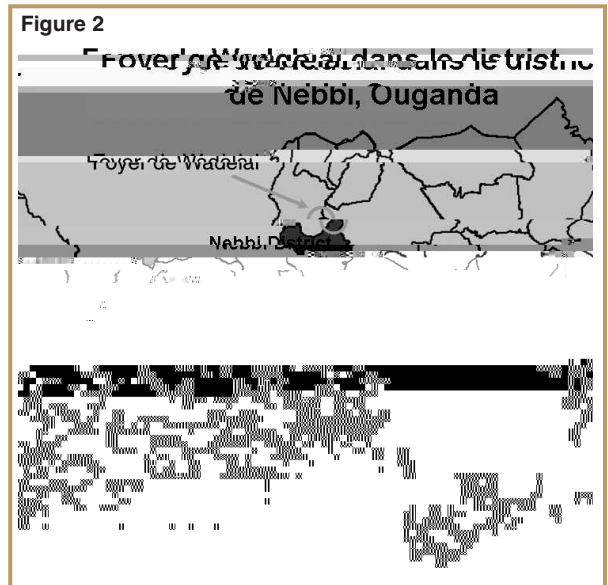 Figure 2
Foyer de Wadelai dans le district
de Nebbi, Ouganda
Foyer de Wadelai
Nebbi District